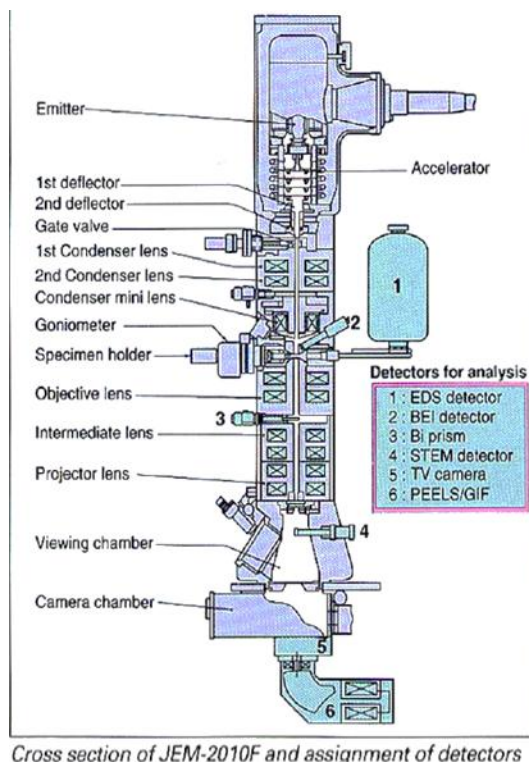 Emitter
Accelerator
1st deflector
2nd deflector
Gate valve
1st Condenser lens
2nd Condenser lens
1
Condenser mini lens
2
Goniometer
Specimen holder
Detectors for analysis
Objective lens
1 : EDS detector
2 : BEI detector
3
3 : Bi prism
Intermediate lens
4 : STEM detector
5 : TV camera
Projector lens
6 : PEELS/GIF
4
Viewing chamber
Camera chamber
5
6
Cross section of JEM-2010F and assignment of detectors